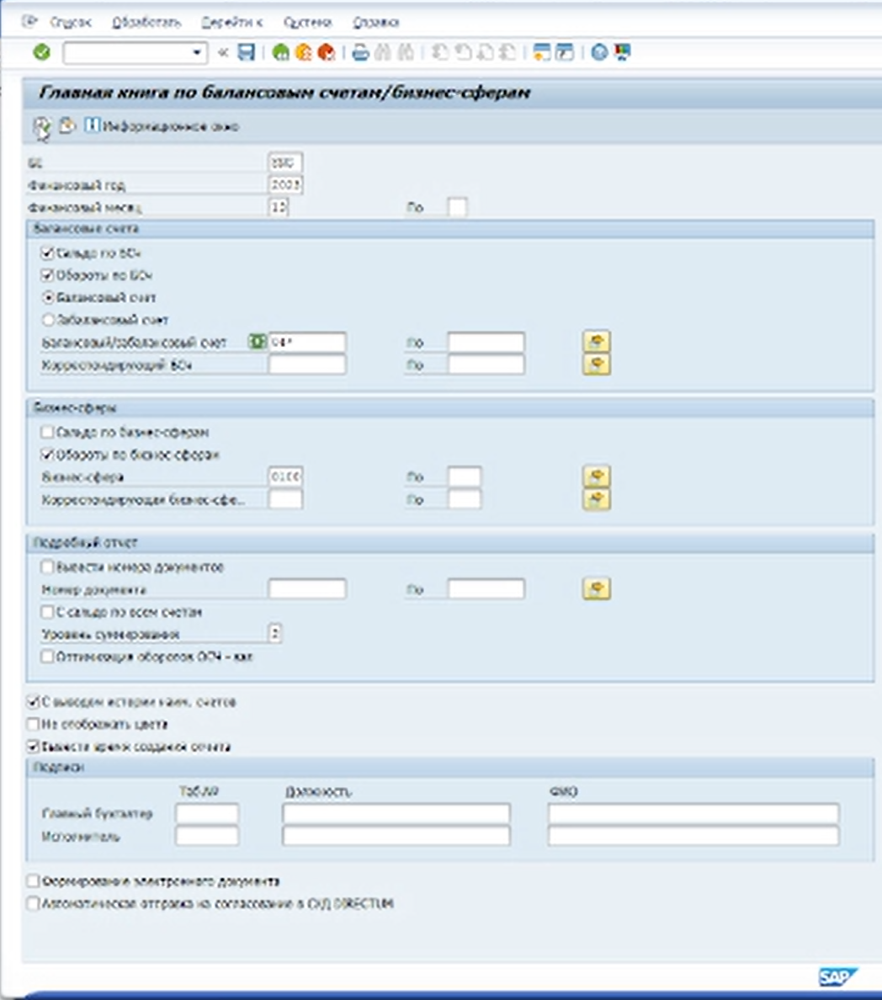 Список Обработать Перейти к Система Справка
Главная книга по балансовым счетам/бизнес-сферам
Информационное окно
БЕ
Финансовый год 2023
Финансовый месяц По
Балансовые счета
Сальдо по БСч
Обороты по БСч
Балансовый счет
Забалансовый счет
Балансовый/забалансовый счет По
Корреспондирующий БСч По
Бизнес-сферы
Сальдо по бизнес-сферам
Обороты по бизнес-сферам
Бизнес-сфера 0100 По
Корреспондирующая бизнес-сфе.. По
Подробный отчет
Вывести номера документов
Номер документа По
С сальдо по всем счетам
Уровень суммирования 2
Оптимизация оборотов ОСЧ - кал
С выводом истории наим. счетов
Не отображать цвета
Вывести время создания отчета
Подписи
Таб.№ Должность ФИО
Главный бухгалтер
Исполнитель
Формирование электронного документа
Автоматическая отправка на согласование в СЭД DIRECTUM
SAP